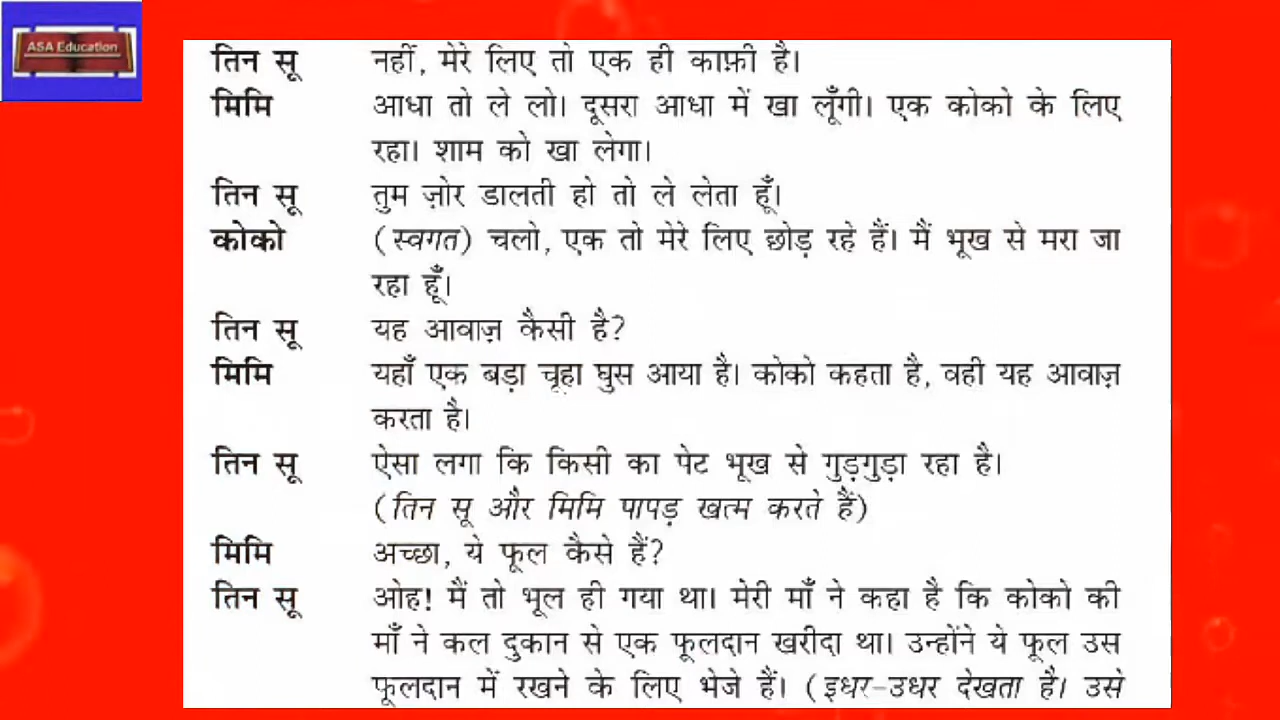 ASA Education
तिन सू नहीं, मेरे लिए तो एक ही काफ़ी है।
मिमि आधा तो ले लो। दूसरा आधा में खा लूँगी। एक कोको के लिए
रहा। शाम को खा लेगा।
तिन सू तुम ज़ोर डालती हो तो ले लेता हूँ।
कोको (स्वगत) चलो, एक तो मेरे लिए छोड़ रहे हैं। मैं भूख से मरा जा
रहा हूँ।
तिन सू यह आवाज़ कैसी है?
मिमि यहाँ एक बड़ा चूहा घुस आया है। कोको कहता है, वही यह आवाज़
करता है।
तिन सू ऐसा लगा कि किसी का पेट भूख से गुड़गुड़ा रहा है।
(तिन सू और मिमि पापड़ खत्म करते हैं)
मिमि अच्छा, ये फूल कैसे हैं?
तिन सू ओह! मैं तो भूल ही गया था। मेरी माँ ने कहा है कि कोको की
माँ ने कल दुकान से एक फूलदान खरीदा था। उन्होंने ये फूल उस
फूलदान में रखने के लिए भेजे हैं। (इधर-उधर देखता है। उसे